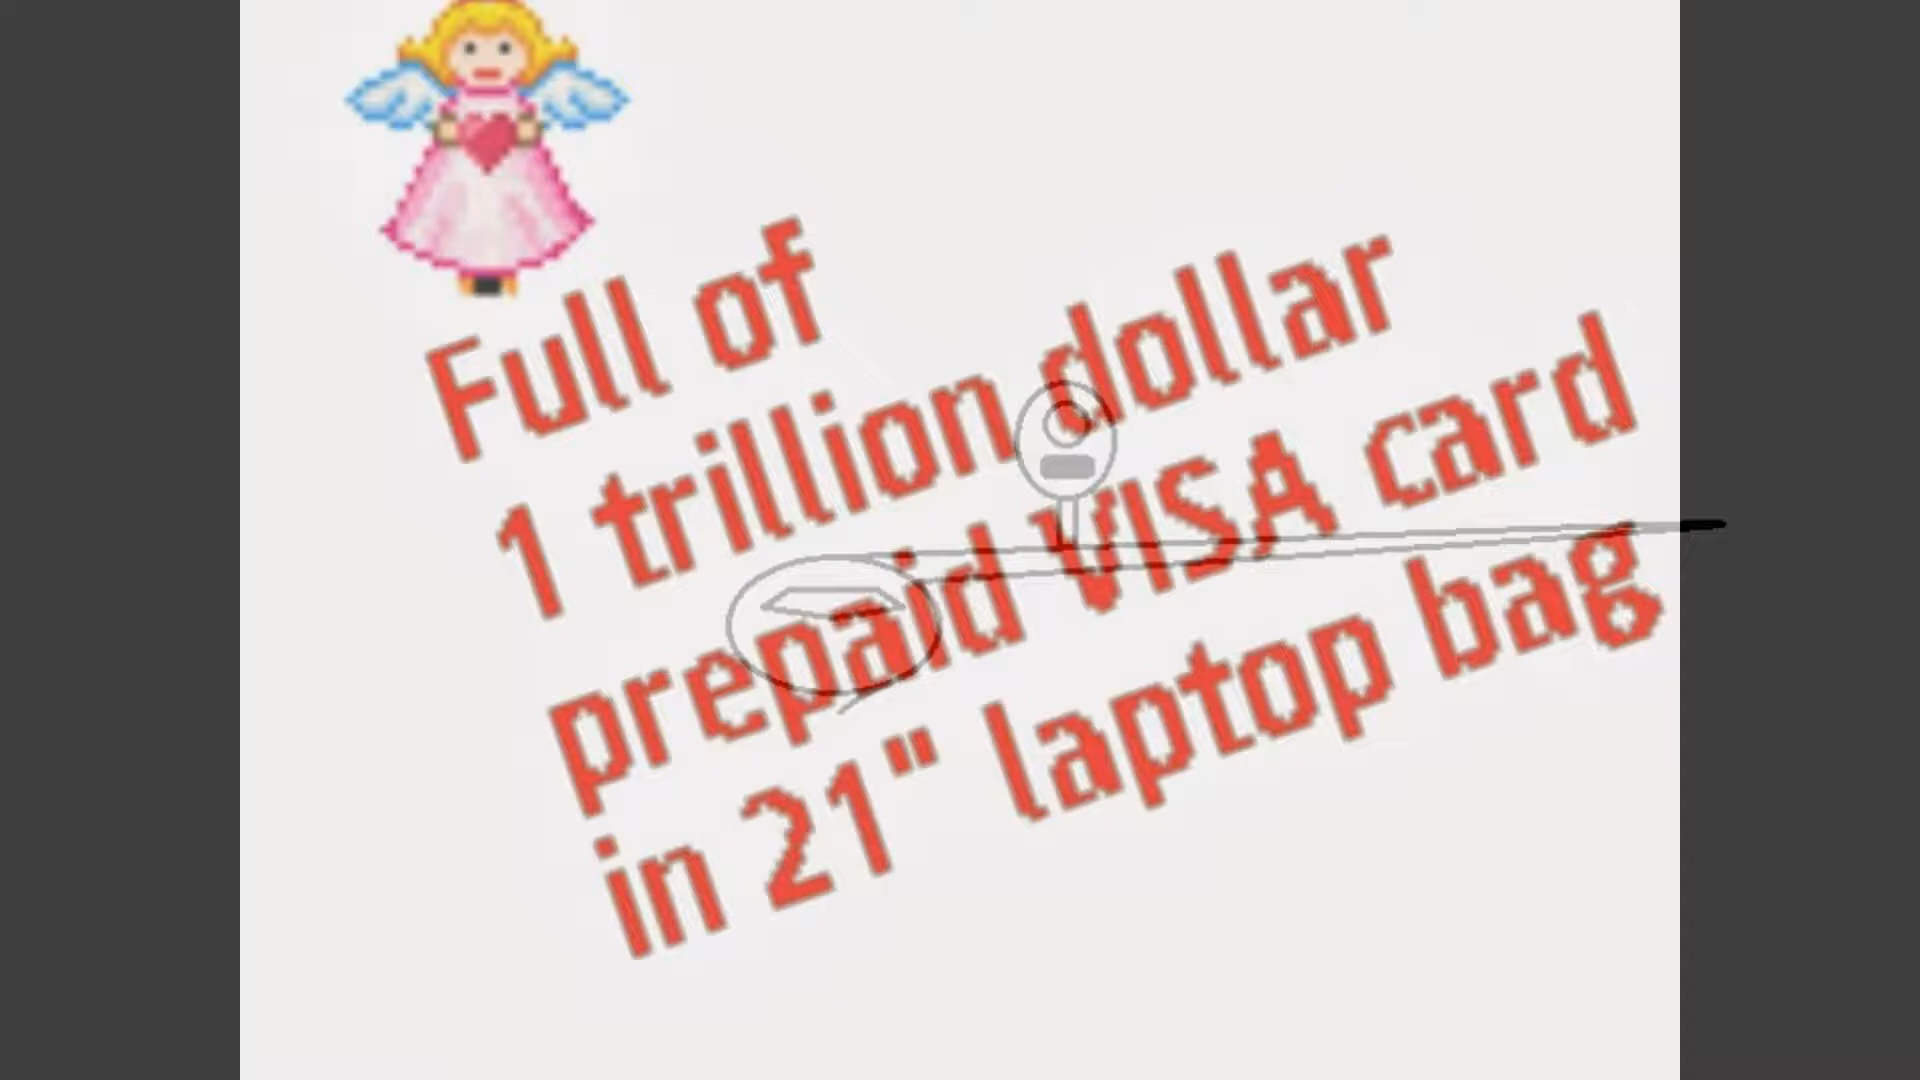 Full of
1 trillion dollar
prepaid VISA card
in 21" laptop bag